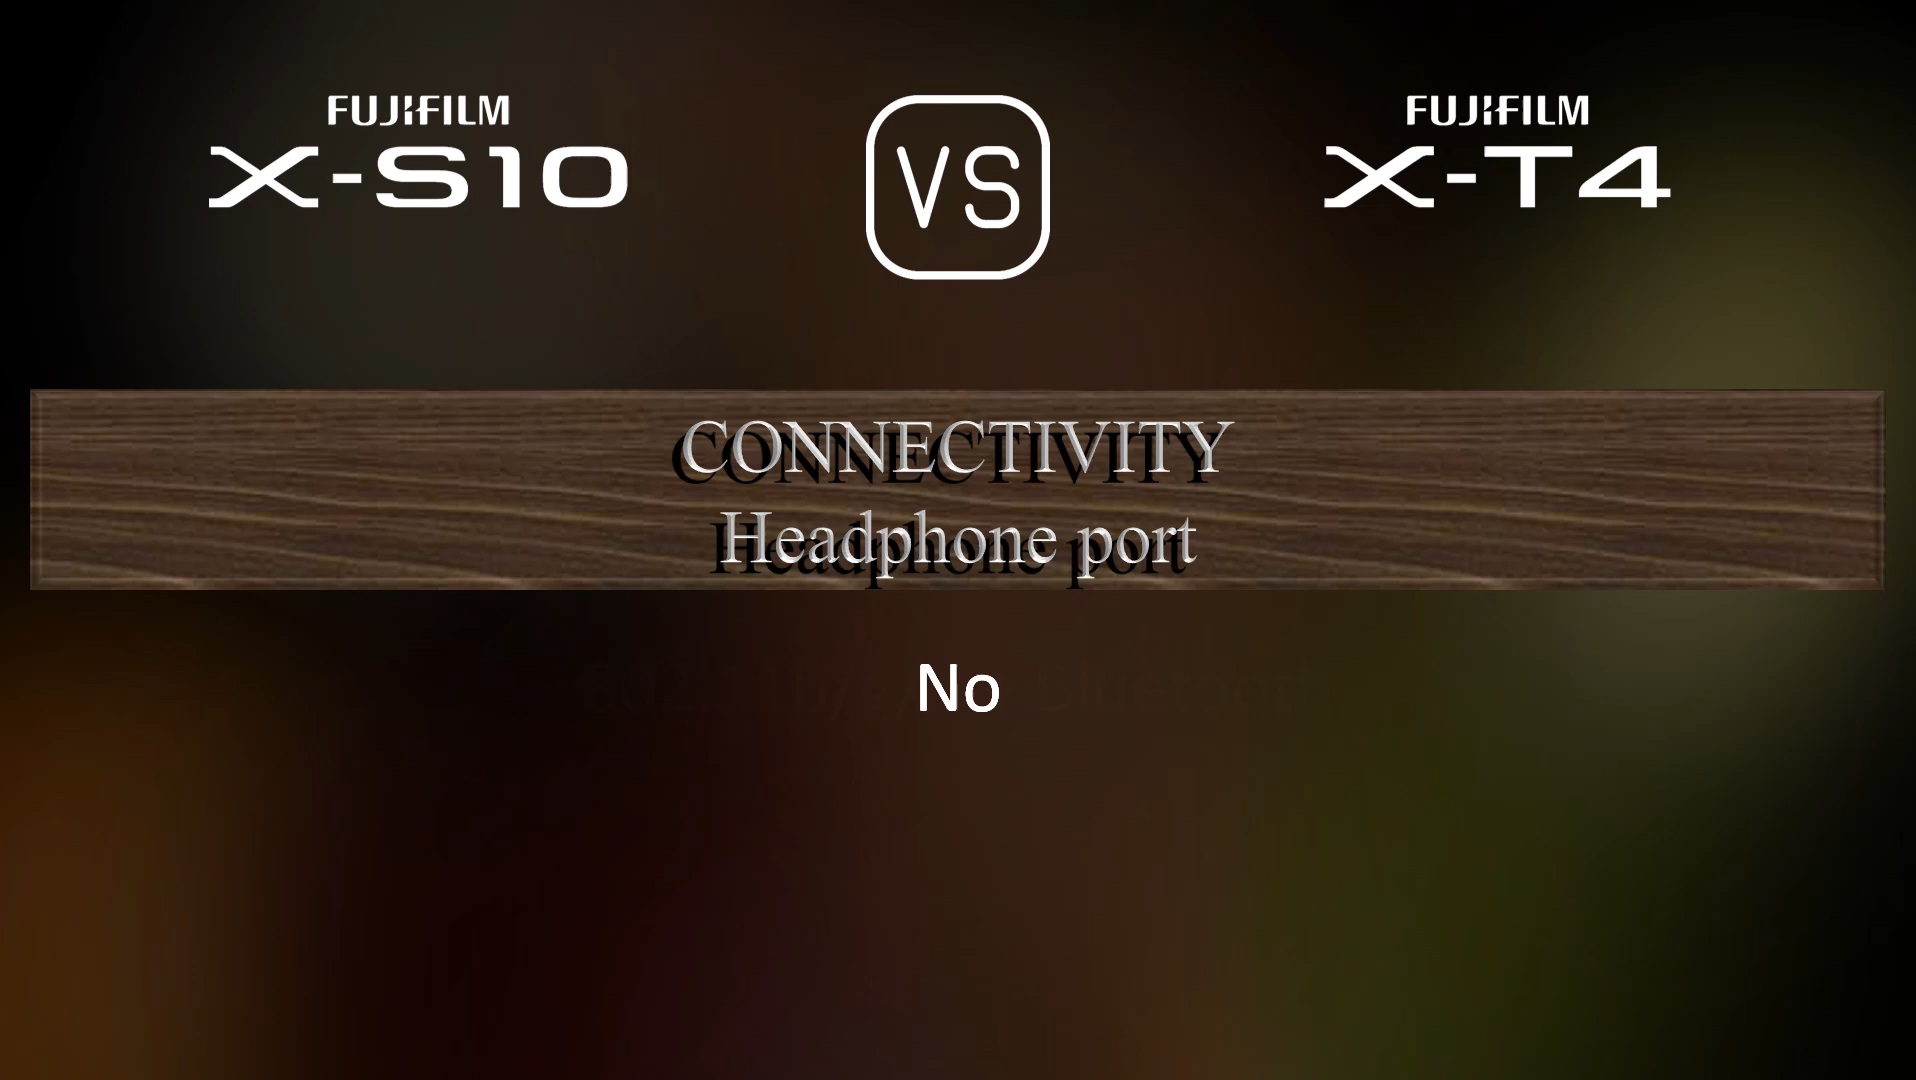 FUJIFILM
X-S10
VS
FUJIFILM
X-T4
CONNECTIVITY
Headphone port
No